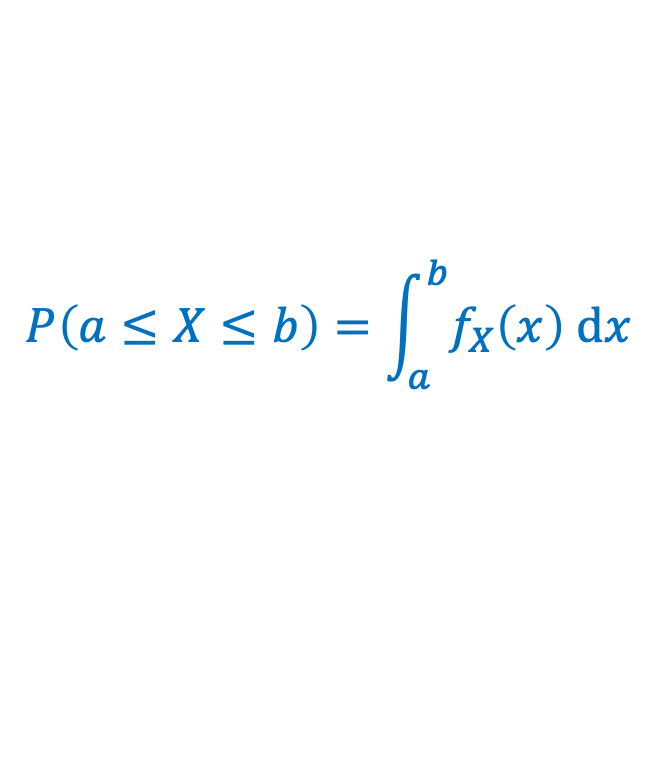 P(a ≤ X ≤ b) = ∫_a^b f_X(x) dx